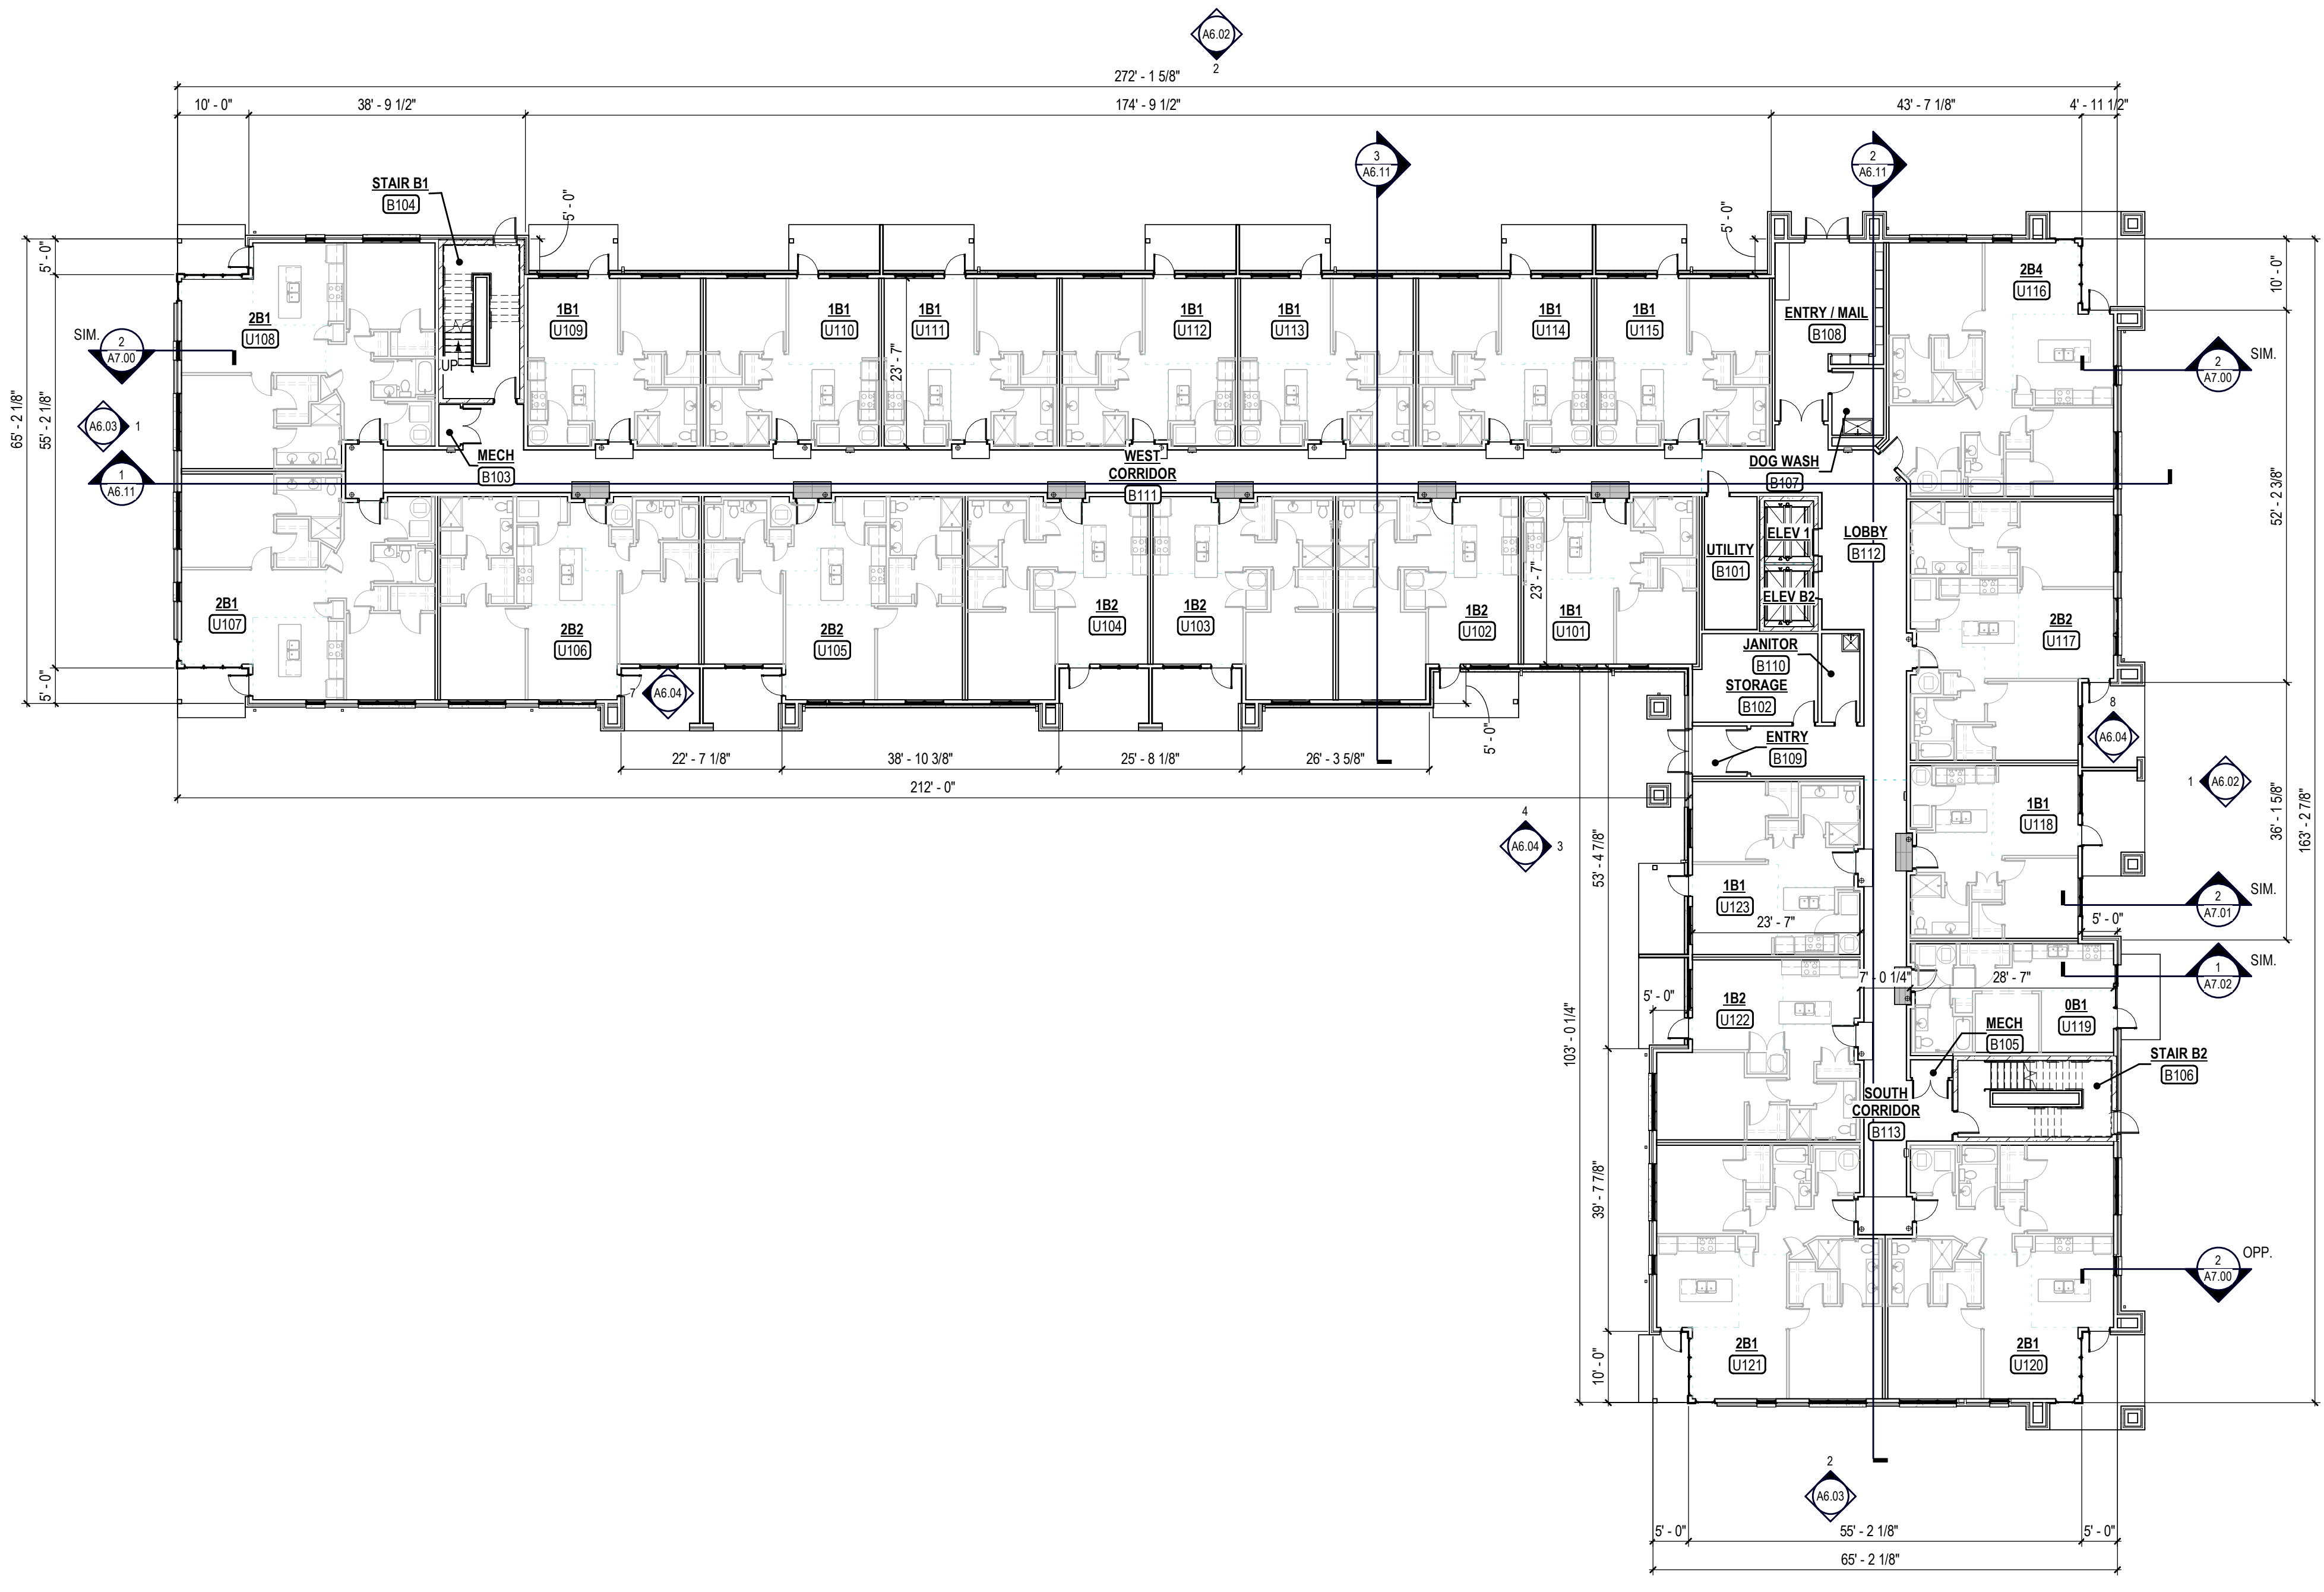 A6.02
2
272' - 1 5/8"
10' - 0"
38' - 9 1/2"
174' - 9 1/2"
43' - 7 1/8"
4' - 11 1/2"
3
A6.11
2
A6.11
STAIR B1
B104
5' - 0"
5' - 0"
5' - 0"
65' - 2 1/8"
55' - 2 1/8"
5' - 0"
SIM.
2
A7.00
A6.03
1
1
A6.11
2B1
U108
UP
MECH
B103
1B1
U109
1B1
U110
1B1
U111
23' - 7"
1B1
U112
1B1
U113
1B1
U114
1B1
U115
ENTRY / MAIL
B108
2B4
U116
10' - 0"
2
A7.00
SIM.
WEST
CORRIDOR
B111
DOG WASH
B107
52' - 2 3/8"
163' - 2 7/8"
2B1
U107
2B2
U106
2B2
U105
1B2
U104
1B2
U103
1B2
U102
23' - 7"
1B1
U101
UTILITY
B101
ELEV 1
ELEV B2
LOBBY
B112
2B2
U117
JANITOR
B110
STORAGE
B102
ENTRY
B109
7
A6.04
5' - 0"
22' - 7 1/8"
38' - 10 3/8"
25' - 8 1/8"
26' - 3 5/8"
212' - 0"
8
A6.04
1
A6.02
1B1
U118
36' - 1 5/8"
4
A6.04
3
53' - 4 7/8"
1B1
U123
23' - 7"
2
A7.01
SIM.
5' - 0"
1
A7.02
SIM.
7' - 0 1/4"
28' - 7"
5' - 0"
1B2
U122
0B1
U119
MECH
B105
STAIR B2
B106
103' - 0 1/4"
SOUTH
CORRIDOR
B113
39' - 7 7/8"
2
A7.00
OPP.
2B1
U121
2B1
U120
10' - 0"
2
A6.03
5' - 0"
55' - 2 1/8"
5' - 0"
65' - 2 1/8"